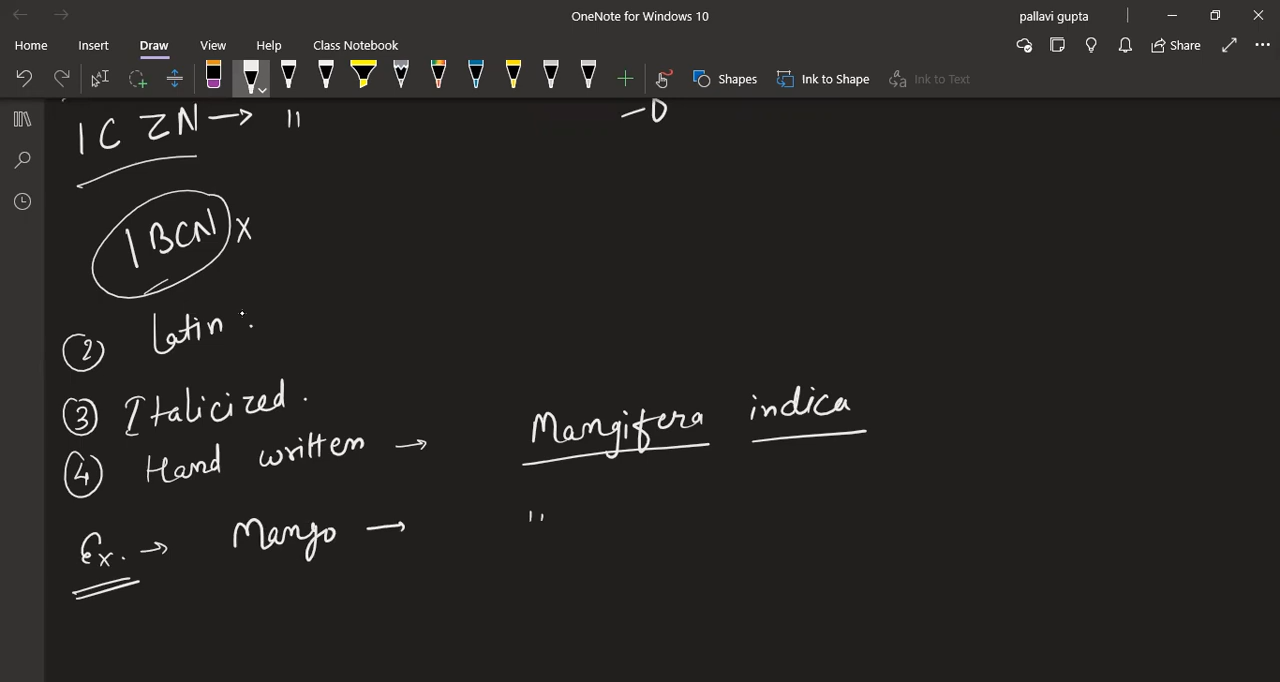 OneNote for Windows 10
pallavi gupta
Home Insert Draw View Help Class Notebook
Share
Shapes Ink to Shape Ink to Text
ICZN → "
IBCN x
② Latin :
③ Italicized .
④ Hand written → Mangifera indica
Ex. → Mango → "